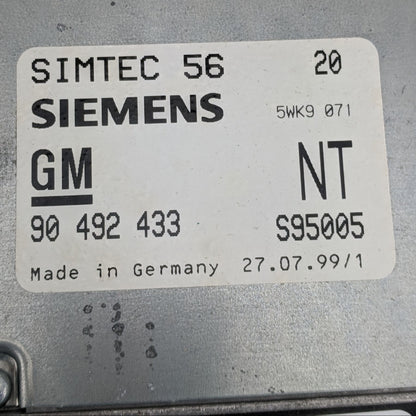 SIMTEC 56 20
SIEMENS 5WK9 071
GM NT
90 492 433 S95005
Made in Germany 27.07.99/1